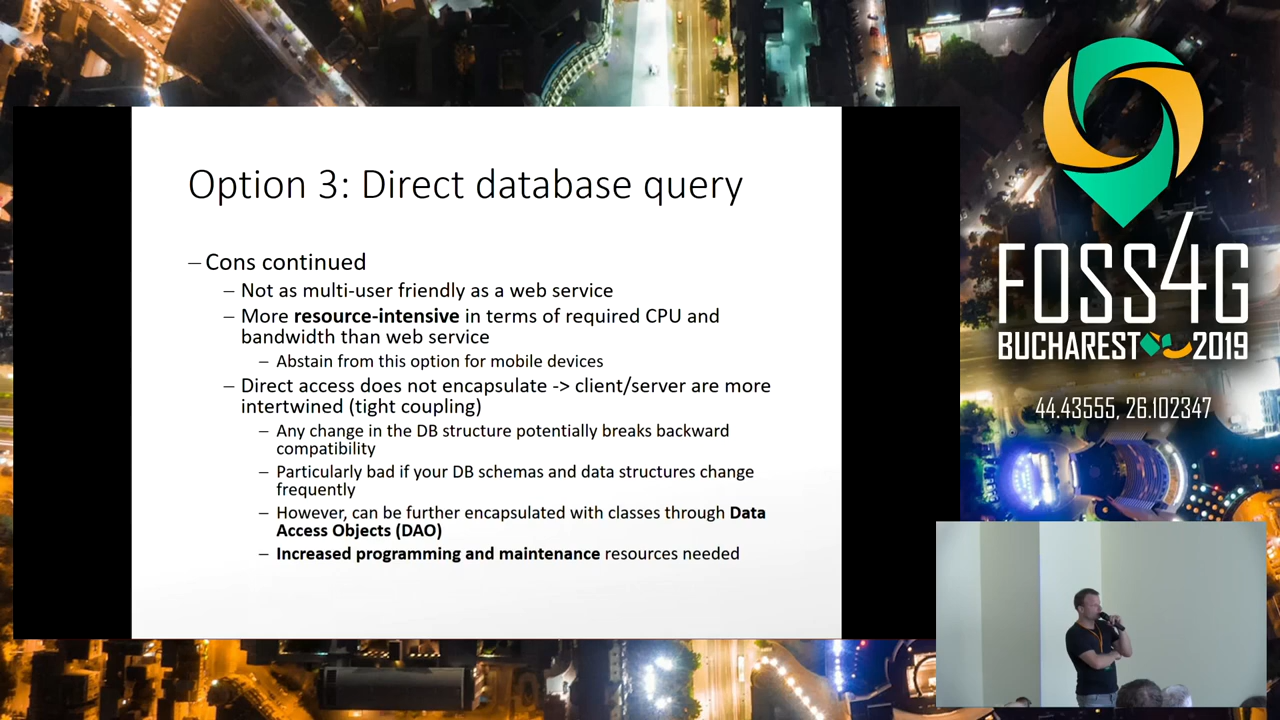 Option 3: Direct database query
– Cons continued
– Not as multi-user friendly as a web service
– More resource-intensive in terms of required CPU and
bandwidth than web service
– Abstain from this option for mobile devices
– Direct access does not encapsulate -> client/server are more
intertwined (tight coupling)
– Any change in the DB structure potentially breaks backward
compatibility
– Particularly bad if your DB schemas and data structures change
frequently
– However, can be further encapsulated with classes through Data
Access Objects (DAO)
– Increased programming and maintenance resources needed
FOSS4G
BUCHAREST 2019
44.43555, 26.102347